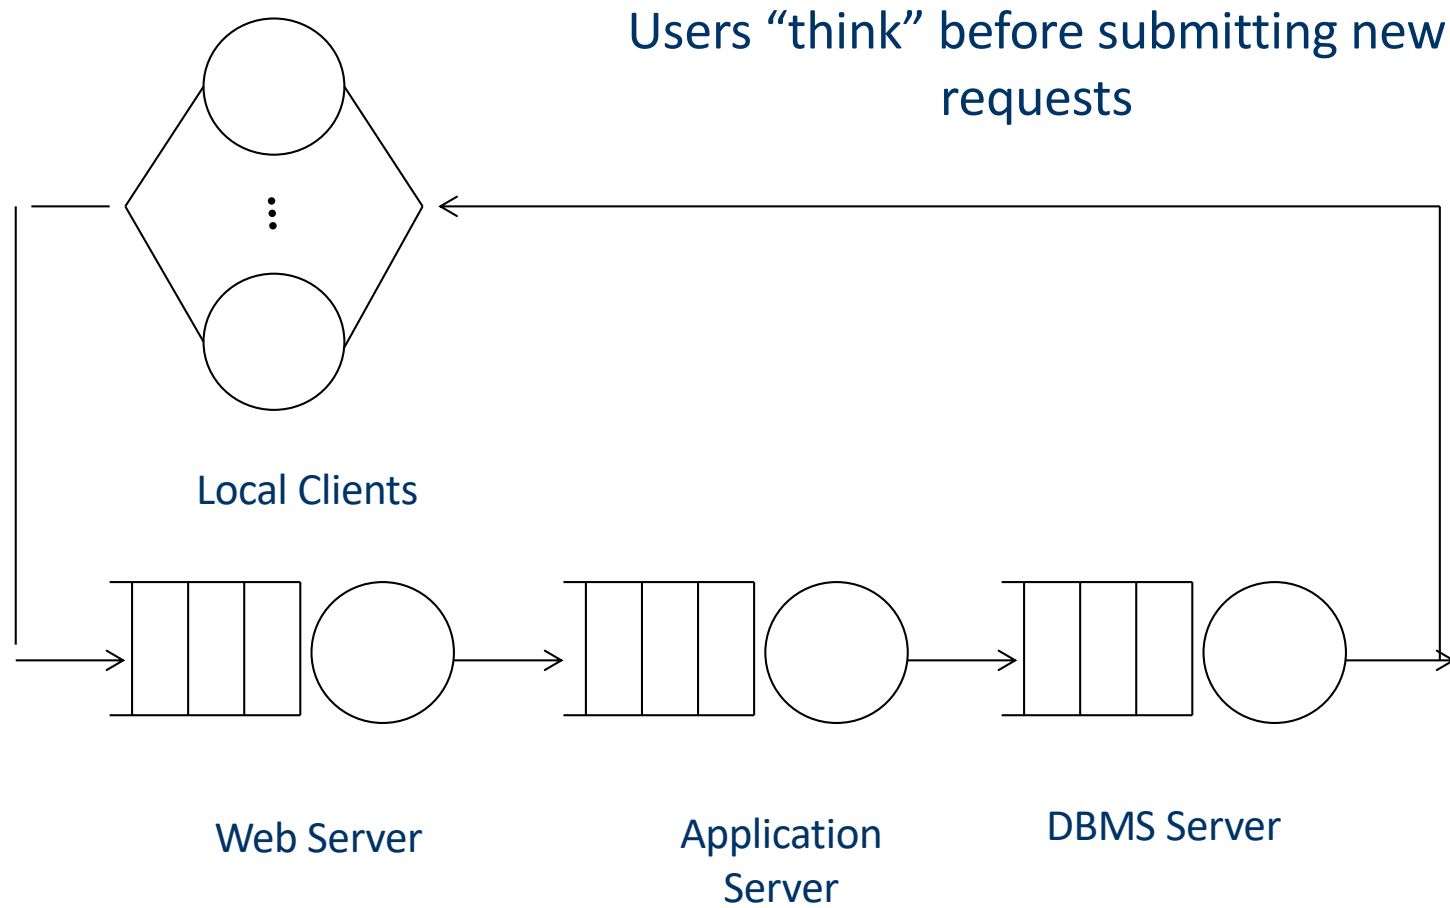 Users “think” before submitting new
requests
Local Clients
Web Server
Application
Server
DBMS Server